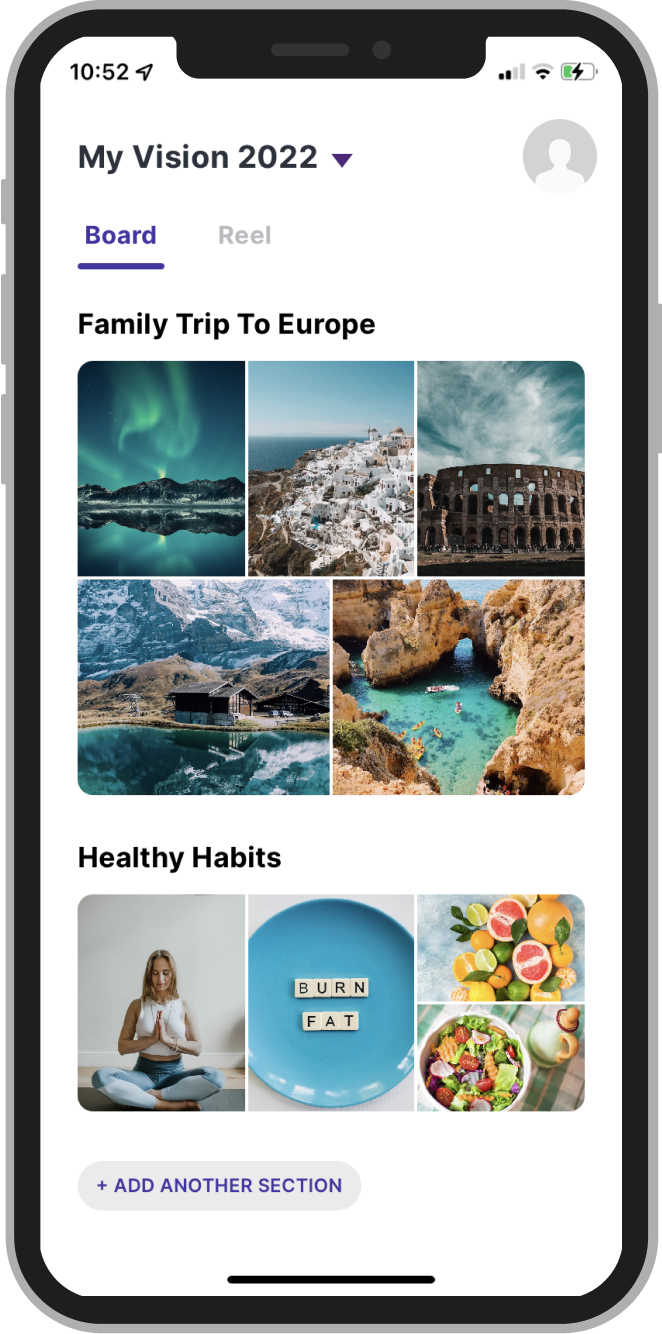 10:52
My Vision 2022
Board
Reel
Family Trip To Europe
Healthy Habits
BURN
FAT
+ ADD ANOTHER SECTION